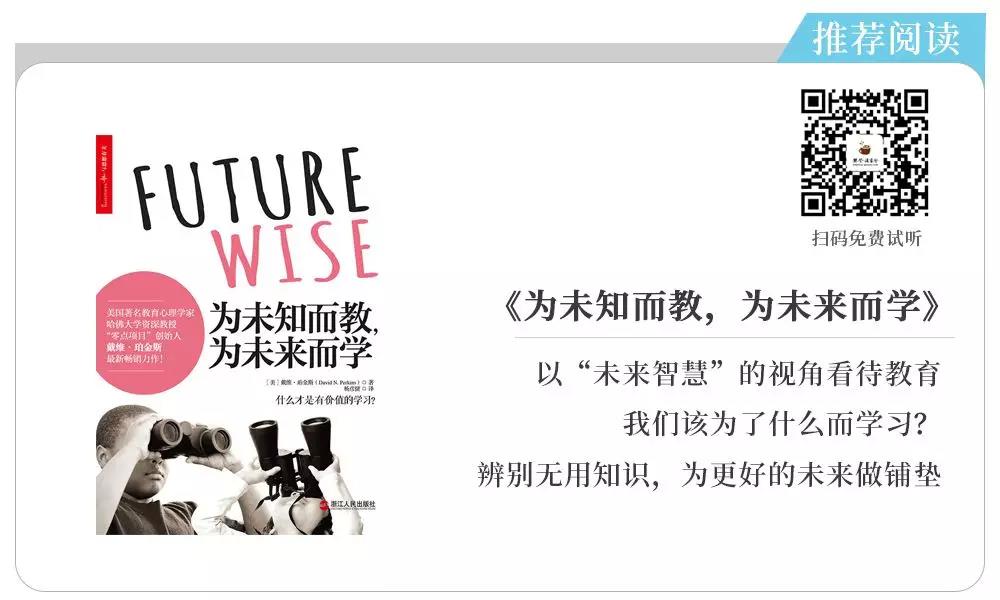 推荐阅读
扫码免费试听
FUTURE
WISE
美国著名教育心理学家
哈佛大学资深教授
“零点项目”创始人
戴维·珀金斯
最新畅销力作!
为未知而教,
为未来而学
[美] 戴维·珀金斯 (David N. Perkins) ◎ 著
杨彦捷 ◎ 译
什么才是有价值的学习?
浙江人民出版社
《为未知而教，为未来而学》
以“未来智慧”的视角看待教育
我们该为了什么而学习?
辨别无用知识，为更好的未来做铺垫